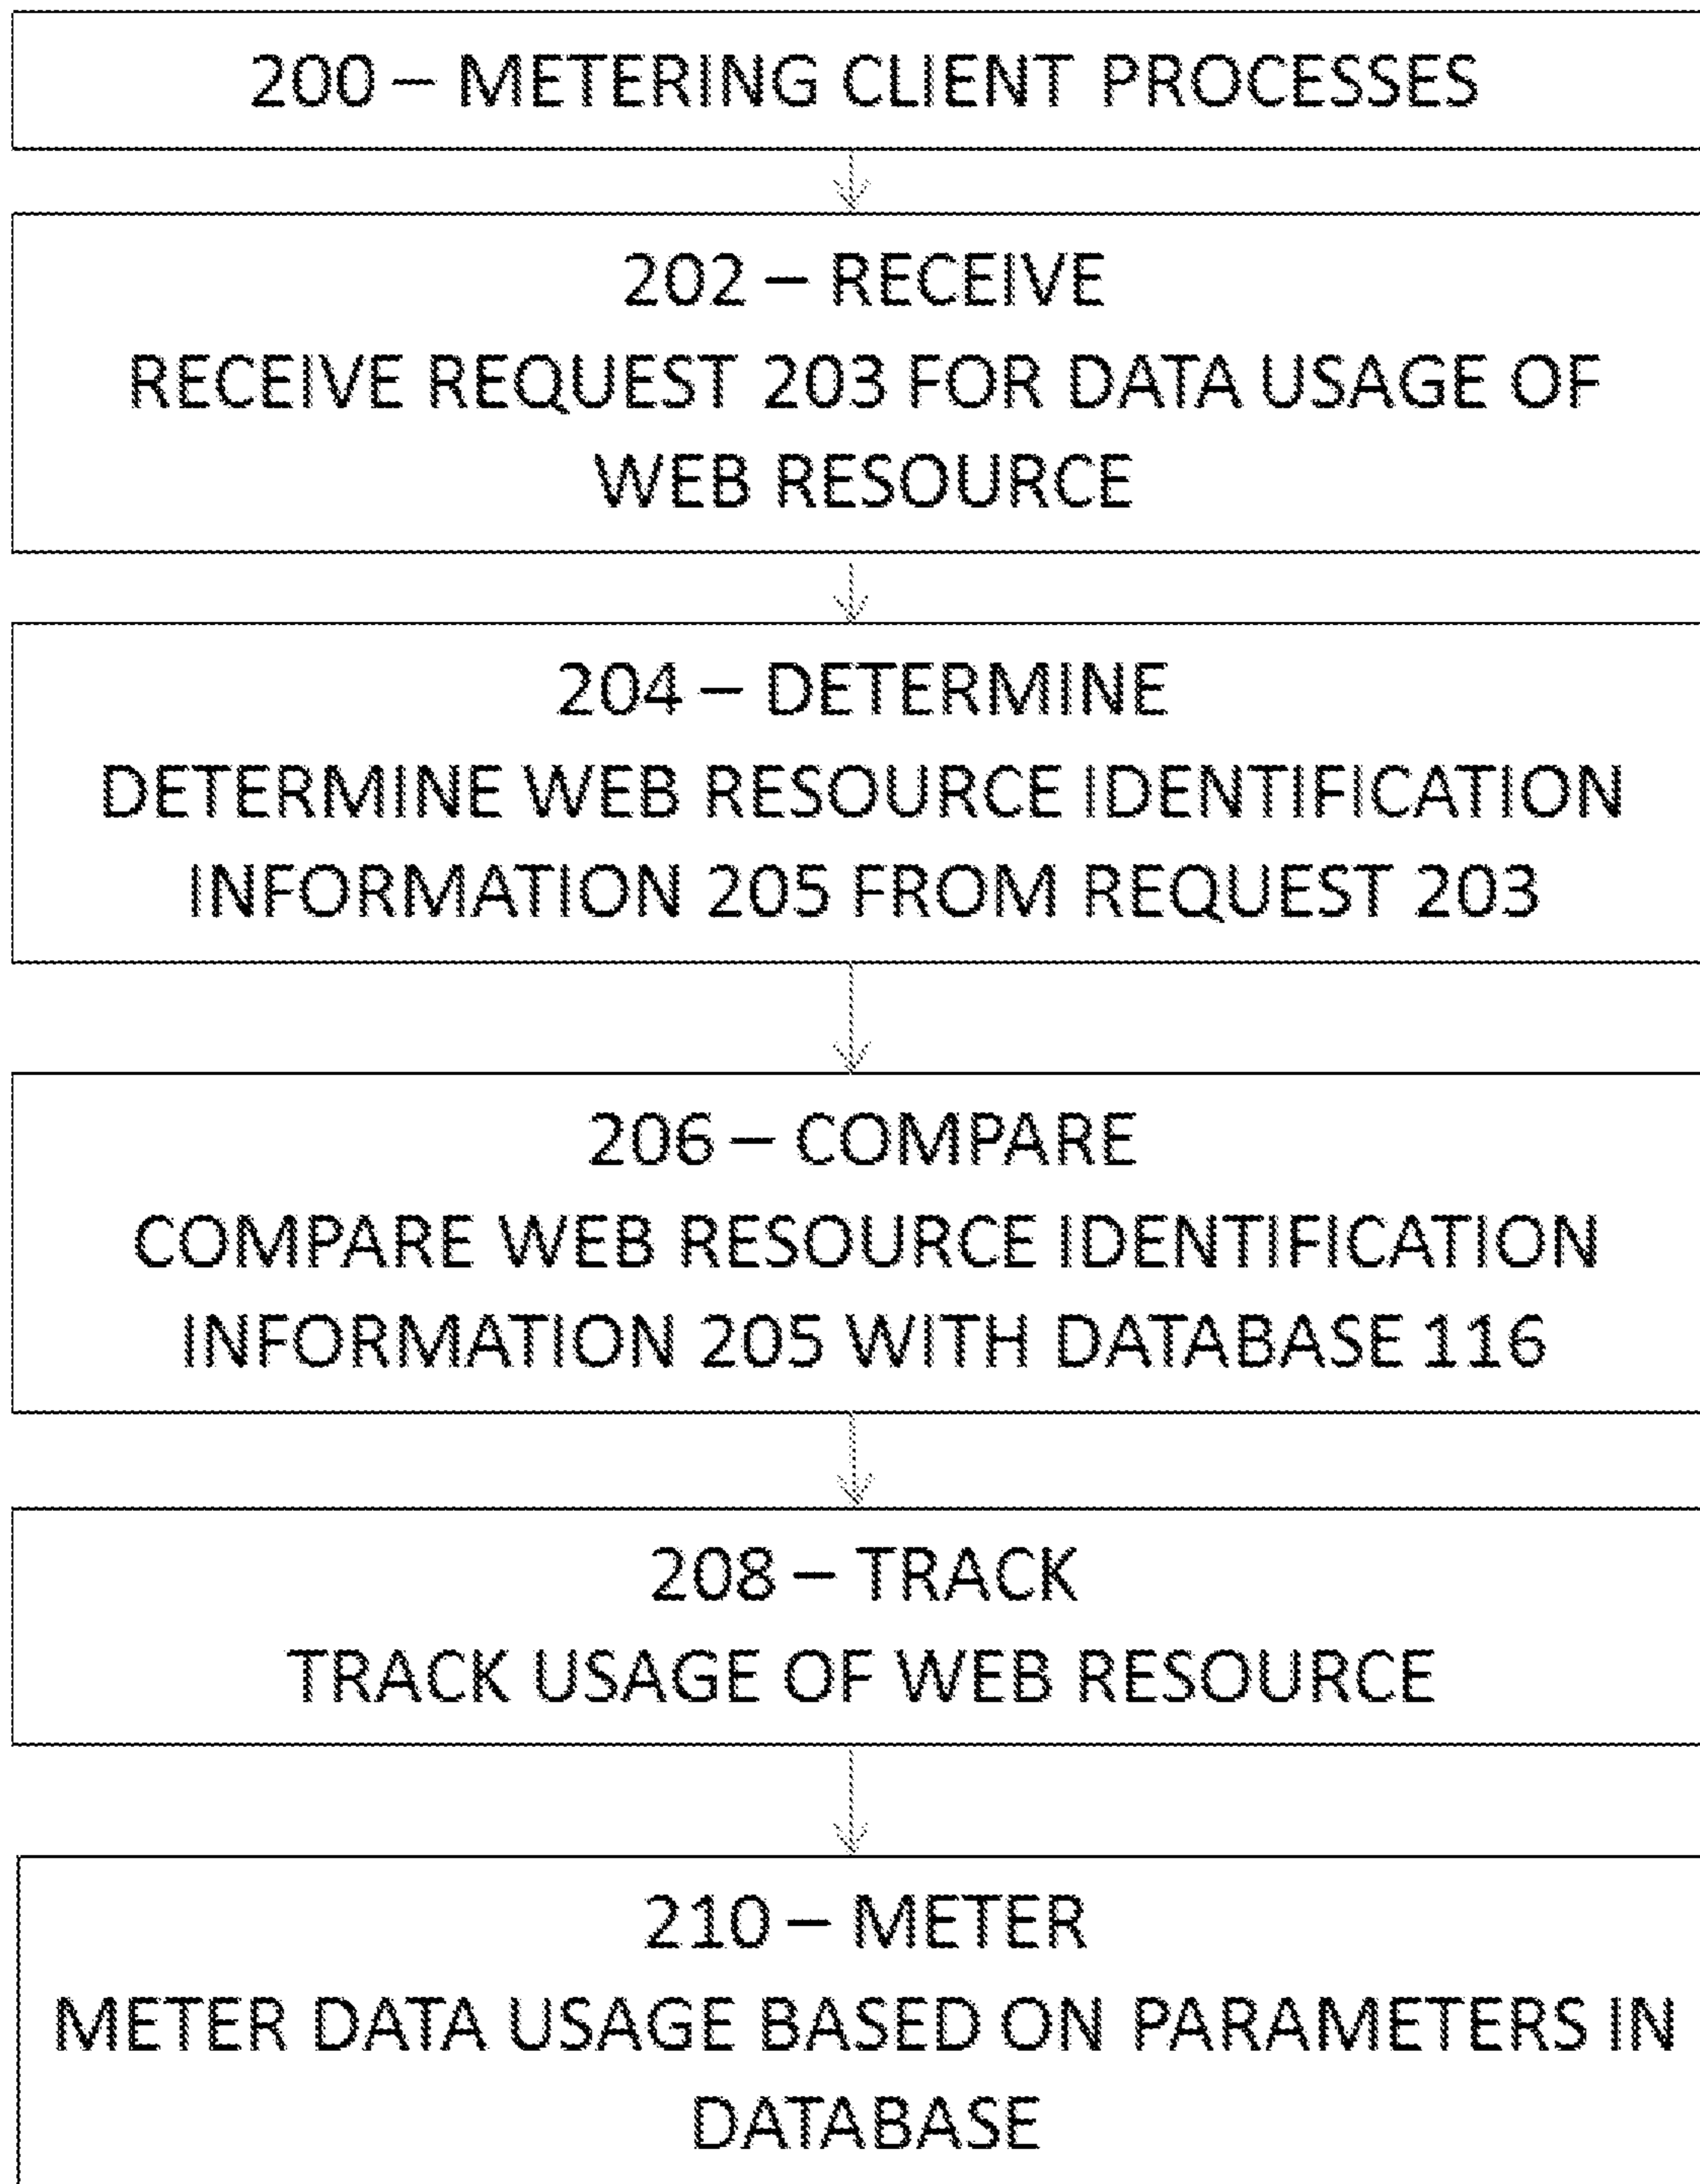 200 – METERING CLIENT PROCESSES
202 – RECEIVE
RECEIVE REQUEST 203 FOR DATA USAGE OF
WEB RESOURCE
204 – DETERMINE
DETERMINE WEB RESOURCE IDENTIFICATION
INFORMATION 205 FROM REQUEST 203
206 – COMPARE
COMPARE WEB RESOURCE IDENTIFICATION
INFORMATION 205 WITH DATABASE 116
208 – TRACK
TRACK USAGE OF WEB RESOURCE
210 – METER
METER DATA USAGE BASED ON PARAMETERS IN
DATABASE